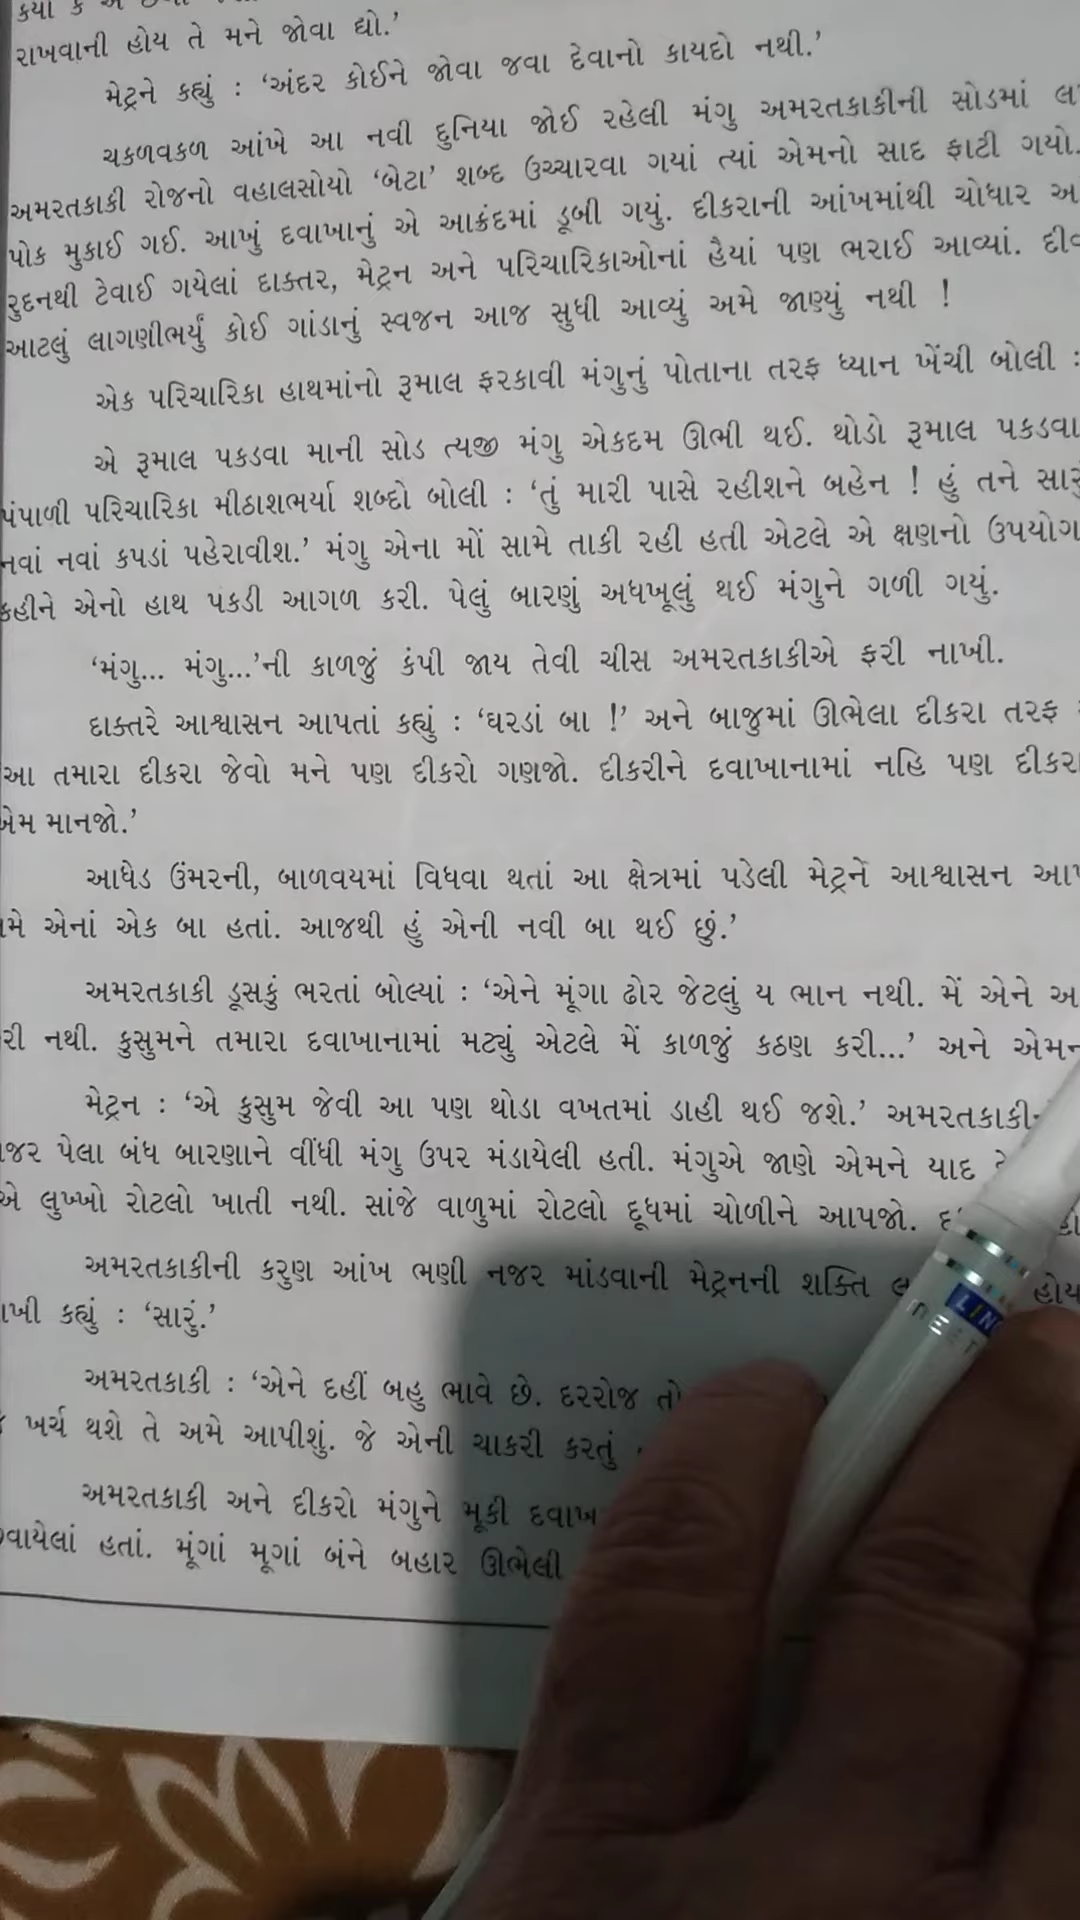 રાખવાની હોય તે મને જોવા દ્યો.’
મેટ્રને કહ્યું : ‘અંદર કોઈને જોવા જવા દેવાનો કાયદો નથી.’
ચકળવકળ આંખે આ નવી દુનિયા જોઈ રહેલી મંગુ અમરતકાકીની સોડમાં
અમરતકાકી રોજનો વહાલસોયો ‘બેટા’ શબ્દ ઉચ્ચારવા ગયાં ત્યાં એમનો સાદ ફાટી ગયો.
પોક મુકાઈ ગઈ. આખું દવાખાનું એ આક્રંદમાં ડૂબી ગયું. દીકરાની આંખમાંથી ચોધાર
રુદનથી ટેવાઈ ગયેલાં દાક્તર, મેટ્રન અને પરિચારિકાઓનાં હૈયાં પણ ભરાઈ આવ્યાં.
આટલું લાગણીભર્યું કોઈ ગાંડાનું સ્વજન આજ સુધી આવ્યું અમે જાણ્યું નથી !
એક પરિચારિકા હાથમાંનો રૂમાલ ફરકાવી મંગુનું પોતાના તરફ ધ્યાન ખેંચી બોલી :
એ રૂમાલ પકડવા માની સોડ ત્યજી મંગુ એકદમ ઊભી થઈ. થોડો રૂમાલ પકડવા
પંપાળી પરિચારિકા મીઠાશભર્યા શબ્દો બોલી : ‘તું મારી પાસે રહીશને બહેન ! હું તને
નવાં નવાં કપડાં પહેરાવીશ.’ મંગુ એના મોં સામે તાકી રહી હતી એટલે એ ક્ષણનો ઉપયોગ
કહીને એનો હાથ પકડી આગળ કરી. પેલું બારણું અધખૂલું થઈ મંગુને ગળી ગયું.
‘મંગુ... મંગુ...’ની કાળજું કંપી જાય તેવી ચીસ અમરતકાકીએ ફરી નાખી.
દાક્તરે આશ્વાસન આપતાં કહ્યું : ‘ઘરડાં બા !’ અને બાજુમાં ઊભેલા દીકરા તરફ
આ તમારા દીકરા જેવો મને પણ દીકરો ગણજો. દીકરીને દવાખાનામાં નહિ પણ
એમ માનજો.’
આધેડ ઉંમરની, બાળવયમાં વિધવા થતાં આ ક્ષેત્રમાં પડેલી મેટ્રને આશ્વાસન
એનાં એક બા હતાં. આજથી હું એની નવી બા થઈ છું.’
અમરતકાકી ડૂસકું ભરતાં બોલ્યાં : ‘એને મૂંગા ઢોર જેટલું ય ભાન નથી. મેં એને
નથી. કુસુમને તમારા દવાખાનામાં મટ્યું એટલે મેં કાળજું કઠણ કરી...’ અને
મેટ્રન : ‘એ કુસુમ જેવી આ પણ થોડા વખતમાં ડાહી થઈ જશે.’
પેલા બંધ બારણાને વીંધી મંગુ ઉપર મંડાયેલી હતી. મંગુએ જાણે એમને યાદ
એ લુખ્ખો રોટલો ખાતી નથી. સાંજે વાળુમાં રોટલો દૂધમાં ચોળીને આપજો.
અમરતકાકીની કરુણ આંખ ભણી નજર માંડવાની મેટ્રનની શક્તિ
કહ્યું : ‘સારું.’
અમરતકાકી : ‘એને દહીં બહુ ભાવે છે. દરરોજ
ખર્ચ થશે તે અમે આપીશું. જે એની ચાકરી કરતું
અમરતકાકી અને દીકરો મંગુને મૂકી
હતાં. મૂંગાં મૂગાં બંને બહાર ઊભેલી